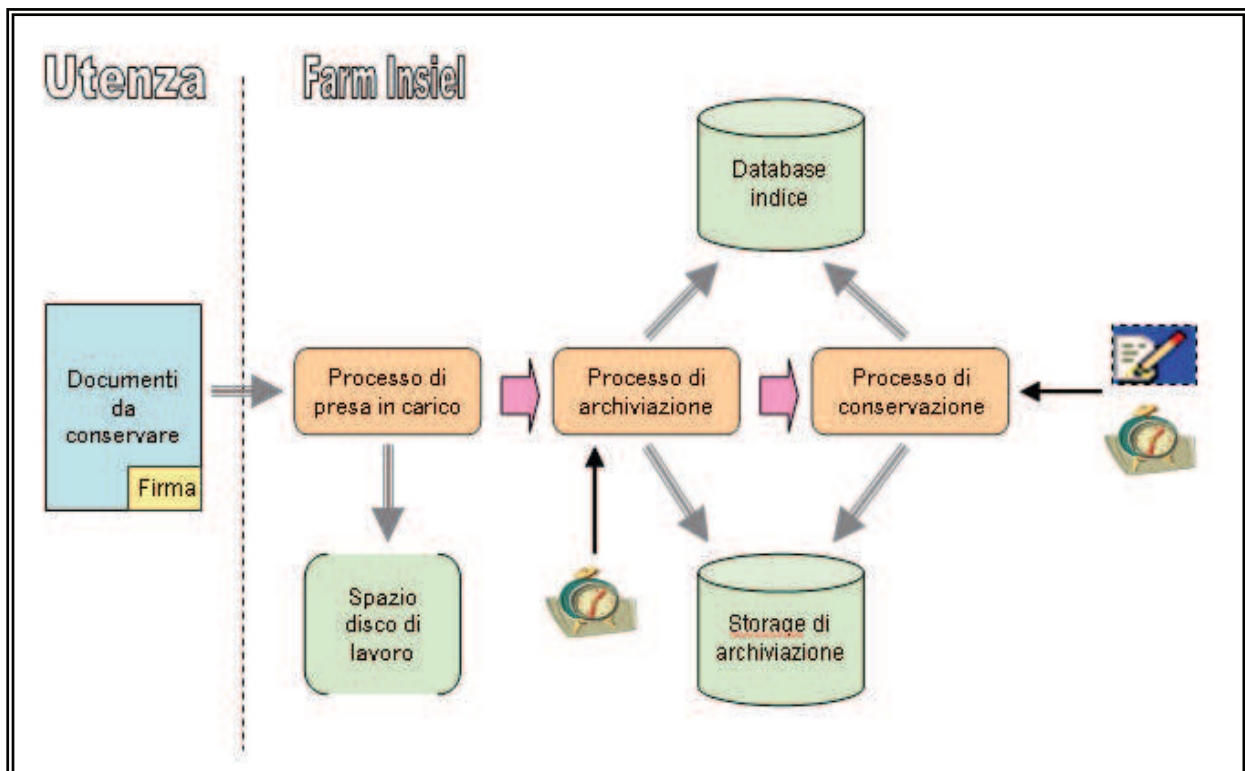 Utenza
Farm Insiel
Database
indice
Documenti
da
conservare
Firma
Processo di
presa in carico
Processo di
archiviazione
Processo di
conservazione
Spazio
disco di
lavoro
Storage di
archiviazione